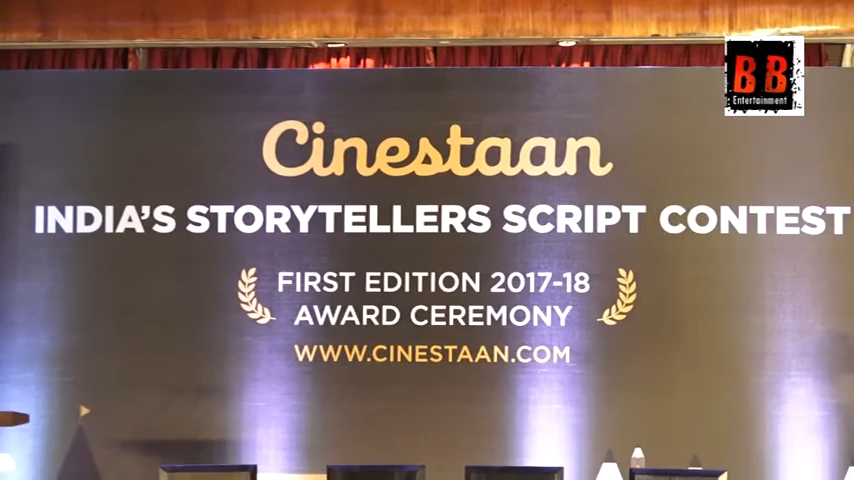 BB
Entertainment
Cinestaan
INDIA'S STORYTELLERS SCRIPT CONTEST
FIRST EDITION 2017-18
AWARD CEREMONY
WWW.CINESTAAN.COM